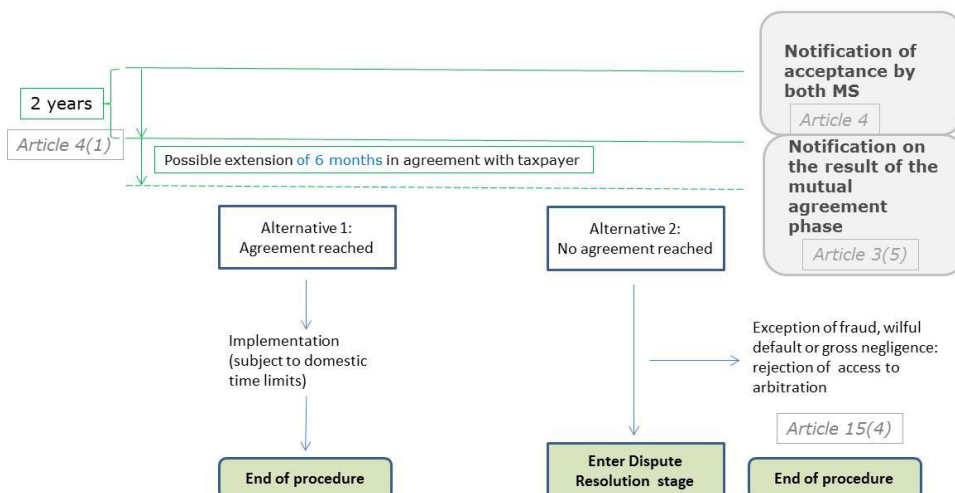 Notification of
acceptance by
both MS
Article 4
2 years
Article 4(1)
Possible extension of 6 months in agreement with taxpayer
Notification on
the result of the
mutual
agreement
phase
Article 3(5)
Alternative 1:
Agreement reached
Alternative 2:
No agreement reached
Implementation
(subject to domestic
time limits)
Exception of fraud, wilful
default or gross negligence:
rejection of access to
arbitration
Article 15(4)
End of procedure
Enter Dispute
Resolution stage
End of procedure